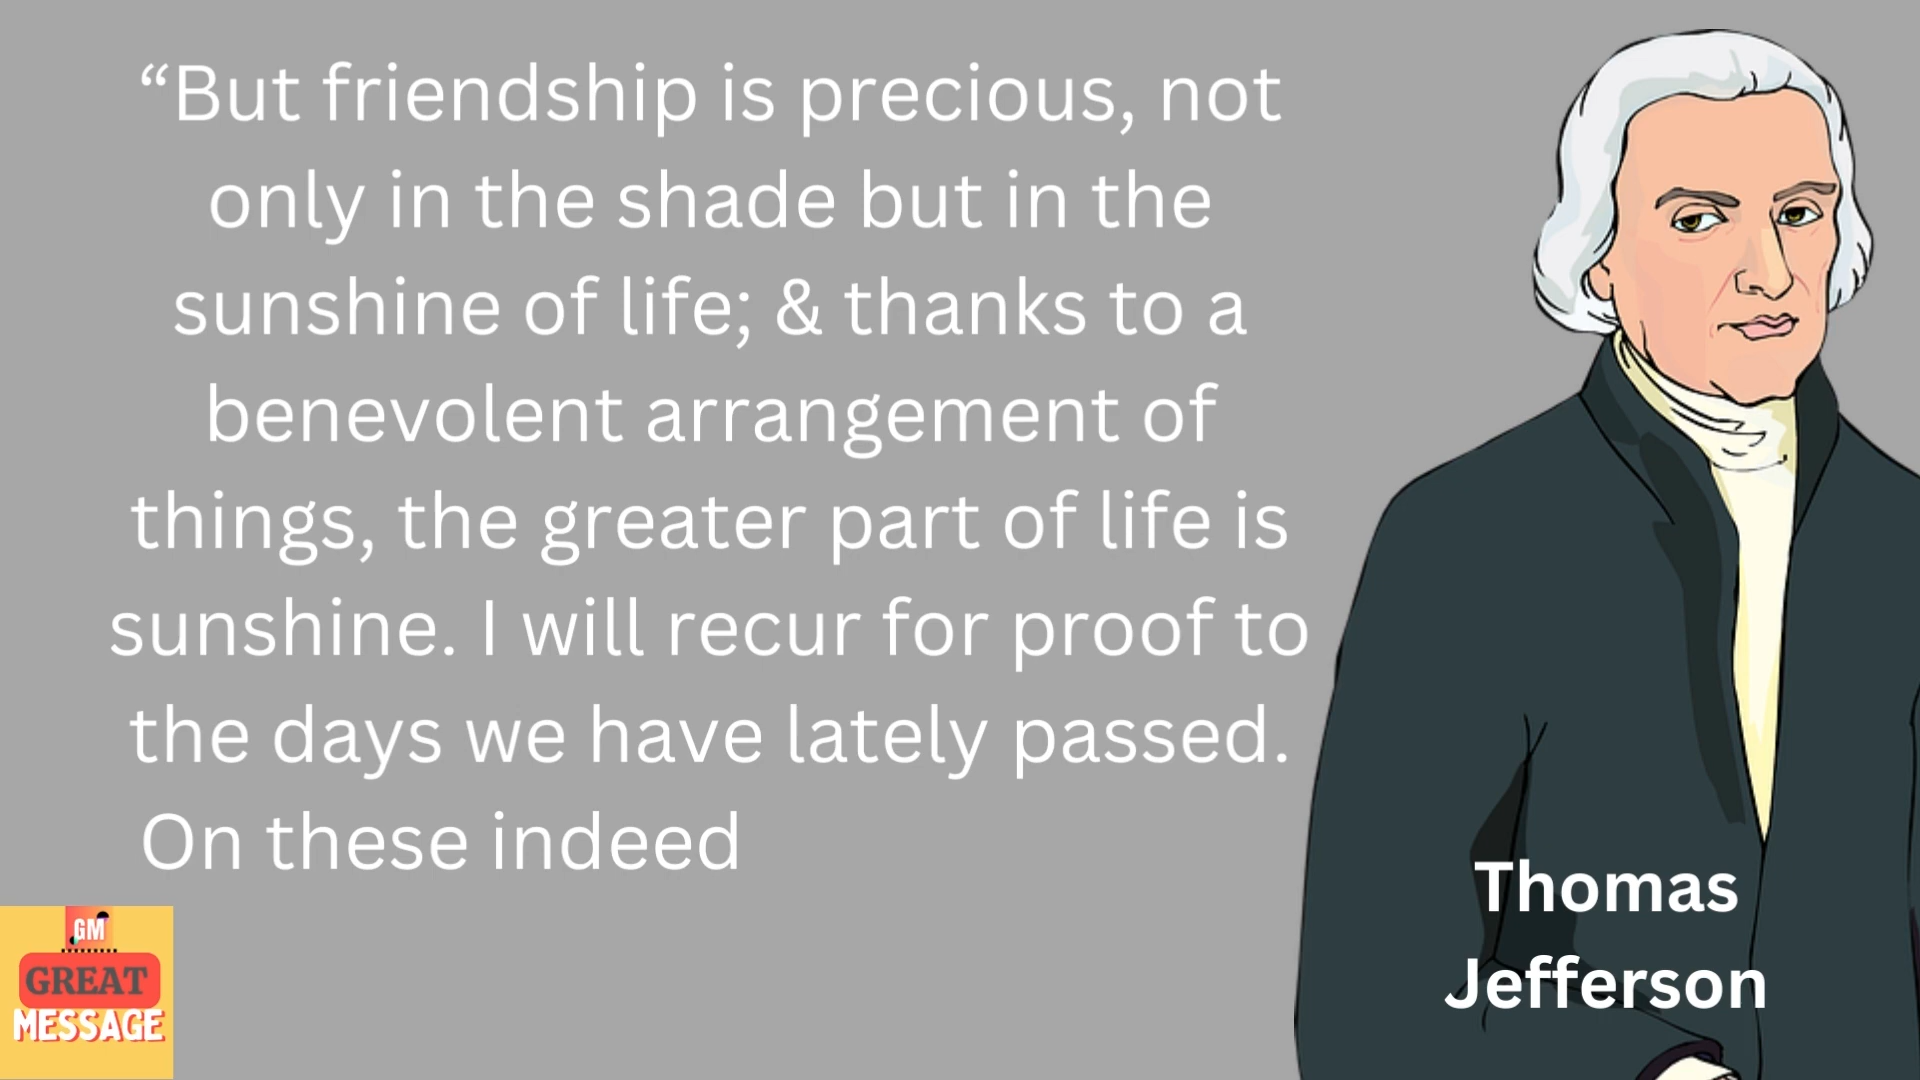 “But friendship is precious, not
only in the shade but in the
sunshine of life; & thanks to a
benevolent arrangement of
things, the greater part of life is
sunshine. I will recur for proof to
the days we have lately passed.
On these indeed
Thomas
Jefferson
GM
GREAT
MESSAGE